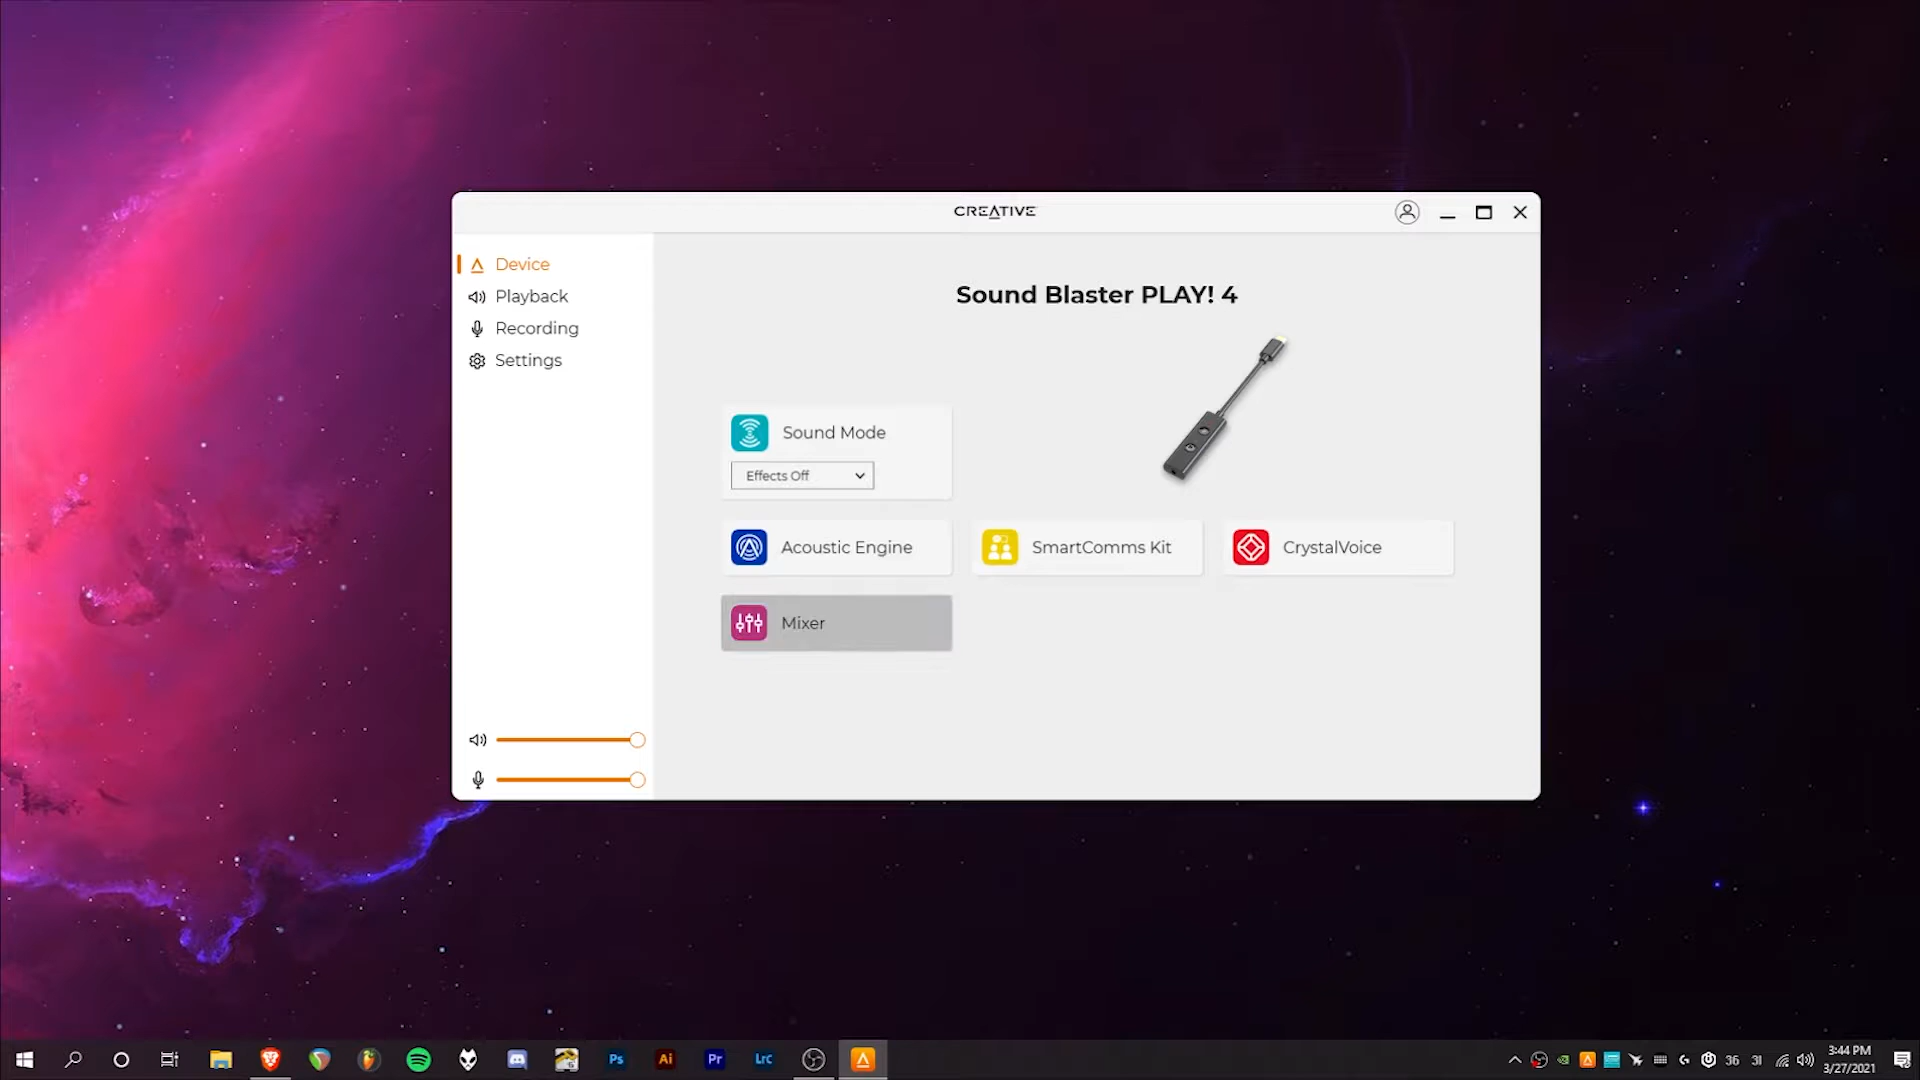 CREATIVE
Device
Playback
Recording
Settings
Sound Blaster PLAY! 4
Sound Mode
Effects Off
Acoustic Engine
SmartComms Kit
CrystalVoice
Mixer
Ps
Ai
Pr
Lrc
36
31
3:44 PM
3/27/2021